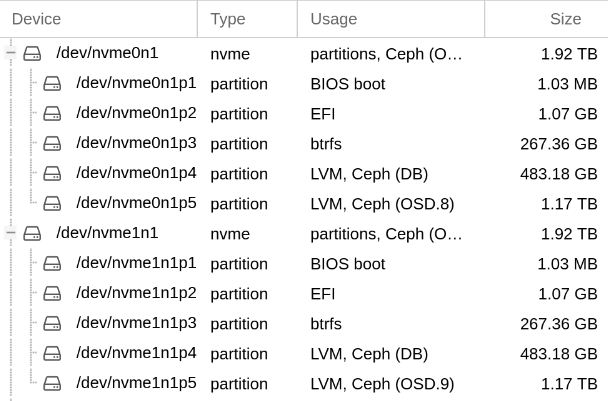 Device Type Usage Size
/dev/nvme0n1 nvme partitions, Ceph (O… 1.92 TB
/dev/nvme0n1p1 partition BIOS boot 1.03 MB
/dev/nvme0n1p2 partition EFI 1.07 GB
/dev/nvme0n1p3 partition btrfs 267.36 GB
/dev/nvme0n1p4 partition LVM, Ceph (DB) 483.18 GB
/dev/nvme0n1p5 partition LVM, Ceph (OSD.8) 1.17 TB
/dev/nvme1n1 nvme partitions, Ceph (O… 1.92 TB
/dev/nvme1n1p1 partition BIOS boot 1.03 MB
/dev/nvme1n1p2 partition EFI 1.07 GB
/dev/nvme1n1p3 partition btrfs 267.36 GB
/dev/nvme1n1p4 partition LVM, Ceph (DB) 483.18 GB
/dev/nvme1n1p5 partition LVM, Ceph (OSD.9) 1.17 TB